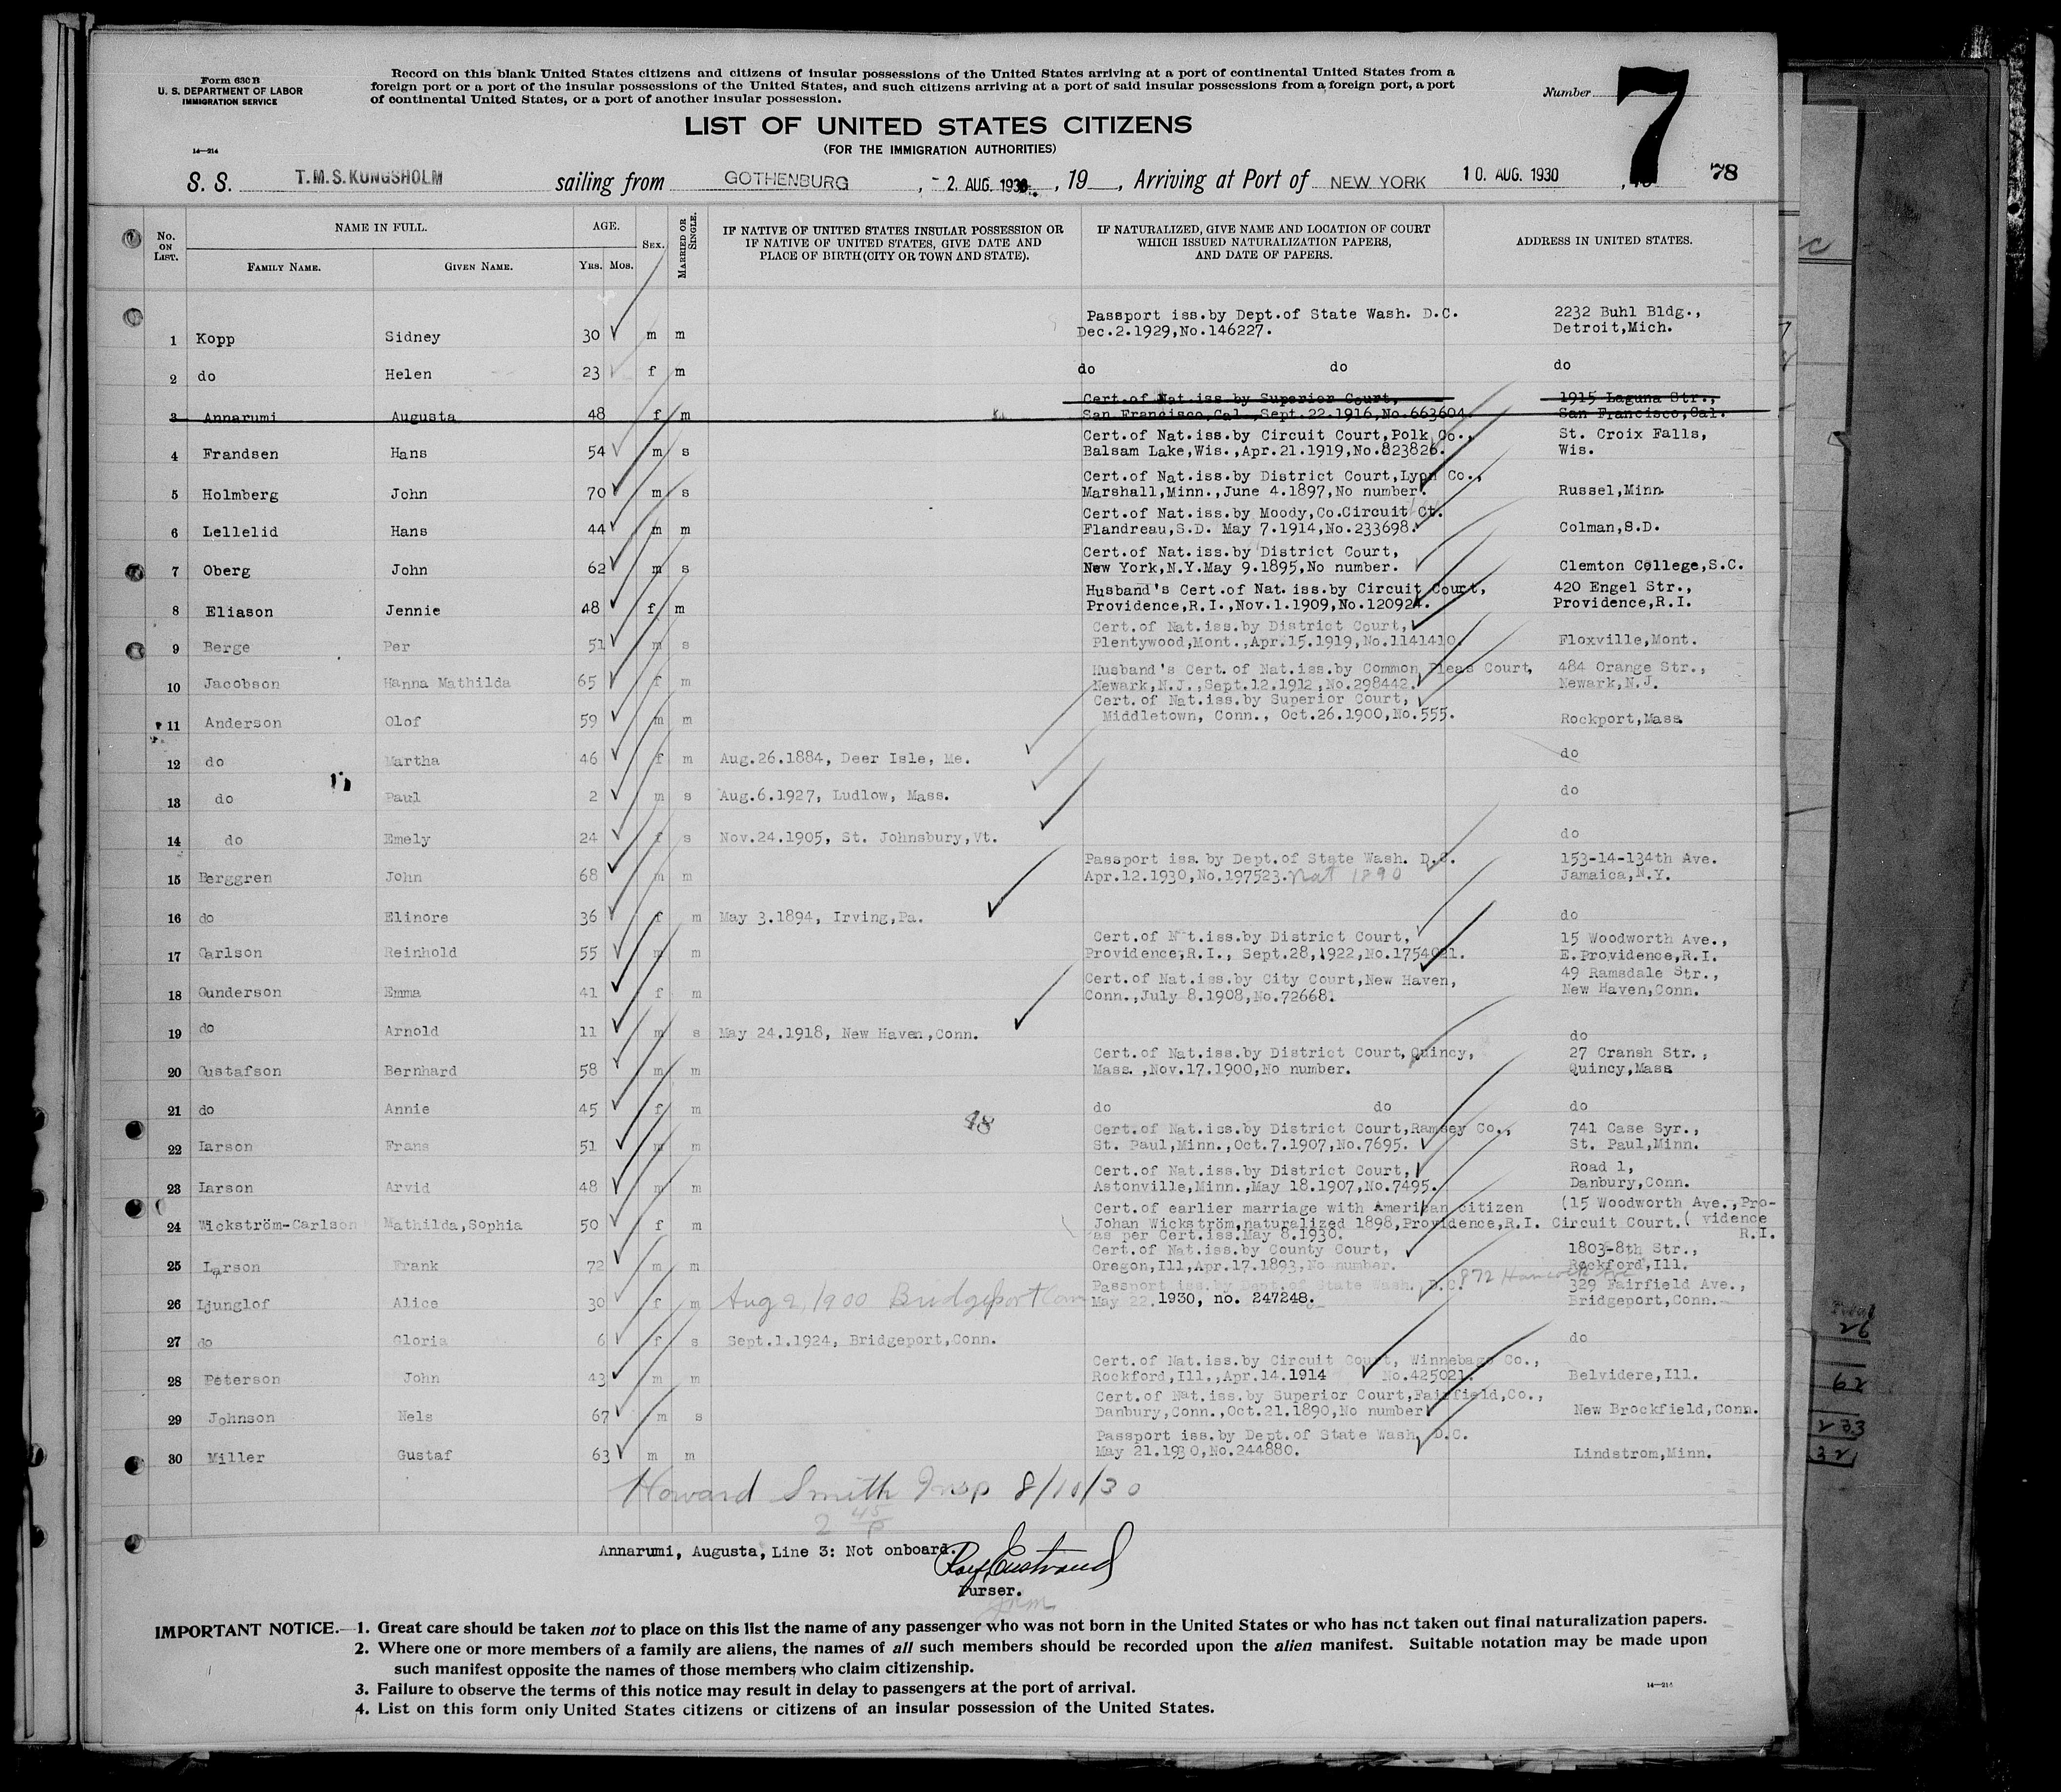 Form 630 B
U. S. DEPARTMENT OF LABOR
IMMIGRATION SERVICE
14—214
Record on this blank United States citizens and citizens of insular possessions of the United States arriving at a port of continental United States from a
foreign port or a port of the insular possessions of the United States, and such citizens arriving at a port of said insular possessions from a foreign port, a port
of continental United States, or a port of another insular possession.
Number 7
LIST OF UNITED STATES CITIZENS
(FOR THE IMMIGRATION AUTHORITIES)
78
S. S. T.M.S.KUNGSHOLM sailing from GOTHENBURG, - 2. AUG. 1930., 19 , Arriving at Port of NEW YORK 10. AUG. 1930
No. ON LIST. NAME IN FULL. FAMILY NAME. GIVEN NAME. AGE. YRS. MOS. SEX. MARRIED OR SINGLE.
IF NATIVE OF UNITED STATES INSULAR POSSESSION OR
IF NATIVE OF UNITED STATES, GIVE DATE AND
PLACE OF BIRTH (CITY OR TOWN AND STATE).
IF NATURALIZED, GIVE NAME AND LOCATION OF COURT
WHICH ISSUED NATURALIZATION PAPERS,
AND DATE OF PAPERS.
ADDRESS IN UNITED STATES.
Passport iss.by Dept.of State Wash. D.C. 2232 Buhl Bldg.,
1 Kopp Sidney 30 m m Dec.2.1929,No.146227. Detroit,Mich.
2 do Helen 23 f m do do do
Cert.of Nat.iss by Superior Court, 1915 Laguna Str.,
3 Annarumi Augusta 48 f m San Francisco,Cal.,Sept.22.1916,No.663604. San Francisco,Cal.
Cert.of Nat.iss.by Circuit Court,Polk Co., St. Croix Falls,
4 Frandsen Hans 54 m s Balsam Lake,Wis.,Apr.21.1919,No.823826. Wis.
Cert.of Nat.iss.by District Court,Lyon Co.,
5 Holmberg John 70 m s Marshall,Minn.,June 4.1897,No number. Russel,Minn.
Cert.of Nat.iss.by Moody,Co.Circuit Ct.
6 Lellelid Hans 44 m m Flandreau,S.D. May 7.1914,No.233698. Colman,S.D.
Cert.of Nat.iss.by District Court,
7 Oberg John 62 m s New York,N.Y.May 9.1895,No number. Clemton College,S.C.
Husband's Cert.of Nat.iss.by Circuit Court, 420 Engel Str.,
8 Eliason Jennie 48 f m Providence,R.I.,Nov.1.1909,No.120924. Providence,R.I.
Cert.of Nat.iss.by District Court,
9 Berge Per 51 m s Plentywood,Mont.,Apr.15.1919,No.1141410. Floxville,Mont.
Husband's Cert.of Nat.iss.by Common Pleas Court, 484 Orange Str.,
10 Jacobson Hanna Mathilda 65 f m Newark,N.J.,Sept.12.1912,No.298442. Newark,N.J.
Cert.of Nat.iss.by Superior Court,
11 Anderson Olof 59 m m Middletown, Conn., Oct.26.1900,No.555. Rockport,Mass.
12 do Martha 46 f m Aug.26.1884, Deer Isle, Me. do
13 do Paul 2 m s Aug.6.1927, Ludlow, Mass. do
14 do Emely 24 f s Nov.24.1905, St. Johnsbury,Vt. do
Passport iss. by Dept.of State Wash. D.C. 153-14-134th Ave.
15 Berggren John 68 m m Apr.12.1930,No.197523. Nat 1890 Jamaica,N.Y.
16 do Elinore 36 f m May 3.1894, Irving,Pa. do
Cert.of Nat.iss.by District Court, 15 Woodworth Ave.,
17 Carlson Reinhold 55 m m Providence,R.I., Sept.28,1922,No.1754021. E.Providence,R.I.
Cert.of Nat.iss.by City Court,New Haven, 49 Ramsdale Str.,
18 Gunderson Emma 41 f m Conn.,July 8.1908,No.72668. New Haven,Conn.
19 do Arnold 11 m s May 24.1918, New Haven,Conn. do
Cert.of Nat.iss.by District Court,Quincy, 27 Cransh Str.,
20 Gustafson Bernhard 58 m m Mass.,Nov.17.1900,No number. Quincy,Mass
21 do Annie 45 f m 48 do do do
Cert.of Nat.iss.by District Court,Ramsey Co., 741 Case Syr.,
22 Larson Frans 51 m m St. Paul,Minn.,Oct.7.1907,No.7695. St. Paul,Minn.
Cert.of Nat.iss.by District Court, Road 1,
23 Larson Arvid 48 m m Astonville,Minn.,May 18.1907,No.7495. Danbury,Conn.
Cert.of earlier marriage with American citizen (15 Woodworth Ave.,Pro-
24 Wickström-Carlson Mathilda,Sophia 50 f m Johan Wickström,naturalized 1898,Providence,R.I. Circuit Court. ( vidence
as per Cert.iss.May 8.1930. R.I.
Cert.of Nat.iss.by County Court, 1803-8th Str.,
25 Larson Frank 72 m m Oregon,Ill,Apr.17.1893,No number. Rockford,Ill.
Passport iss.by Dept.of State Wash. D.C. 872 329 Fairfield Ave.,
26 Ljunglof Alice 30 f m Aug 2, 1900 Bridgeport Conn May 22.1930, no. 247248. Bridgeport,Conn.
27 do Gloria 6 f s Sept.1.1924, Bridgeport,Conn. do
Cert.of Nat.iss.by Circuit Court, Winnebago Co.,
28 Peterson John 43 m m Rockford,Ill.,Apr.14.1914 No.425021. Belvidere,Ill.
Cert.of Nat.iss.by Superior Court,Fairfield,Co.,
29 Johnson Nels 67 m s Danbury,Conn.,Oct.21.1890,No number. New Brockfield,Conn.
Passport iss.by Dept.of State Wash. D.C.
30 Miller Gustaf 63 m m May 21.1930,No.244880. Lindstrom,Minn.
Howard Smith Insp 8/10/30
2 45 P
Annarumi, Augusta, Line 3: Not onboard.
Purser.
IMPORTANT NOTICE.—1. Great care should be taken not to place on this list the name of any passenger who was not born in the United States or who has not taken out final naturalization papers.
2. Where one or more members of a family are aliens, the names of all such members should be recorded upon the alien manifest. Suitable notation may be made upon
such manifest opposite the names of those members who claim citizenship.
3. Failure to observe the terms of this notice may result in delay to passengers at the port of arrival.
4. List on this form only United States citizens or citizens of an insular possession of the United States.
14—214
26
62
233
32